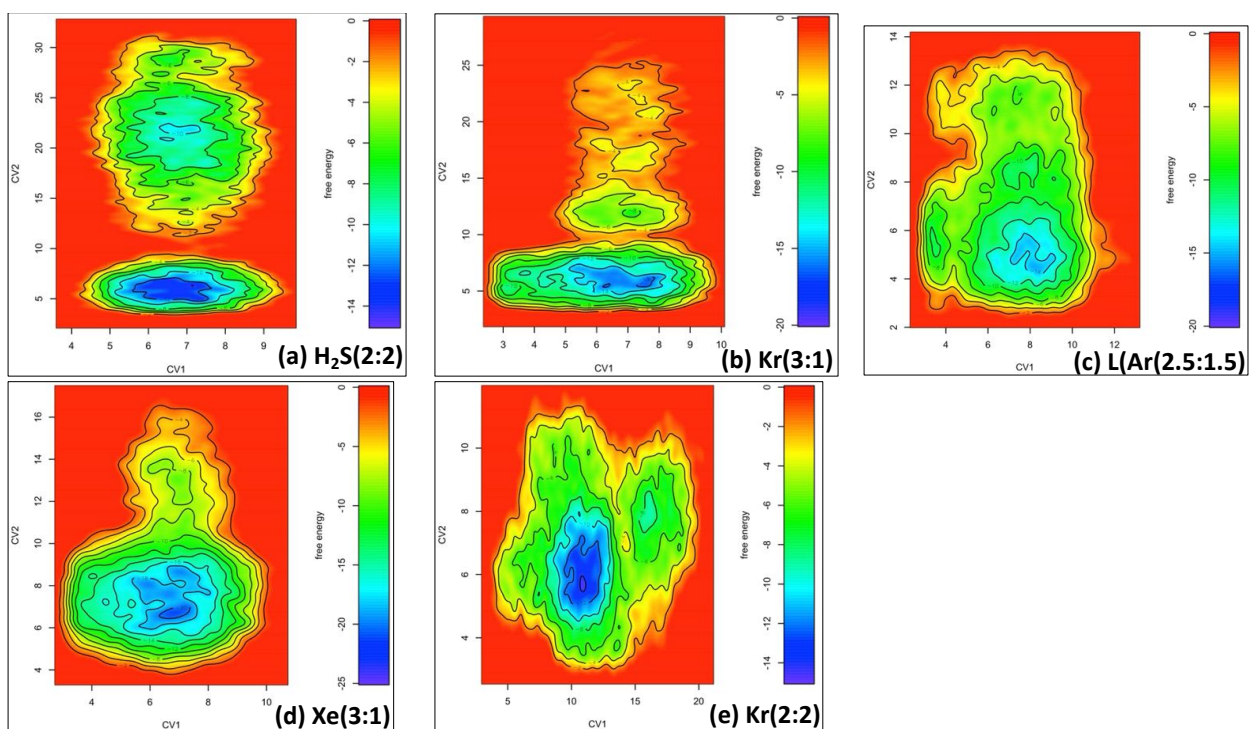 (a) H₂S(2:2)
CV2
30
25
20
15
10
5
4 5 6 7 8 9
CV1
free energy
0
-2
-4
-6
-8
-10
-12
-14
(b) Kr(3:1)
CV2
25
20
15
10
5
3 4 5 6 7 8 9 10
CV1
free energy
0
-5
-10
-15
-20
(c) L(Ar(2.5:1.5)
CV2
14
12
10
8
6
4
2
4 6 8 10 12
CV1
free energy
0
-5
-10
-15
-20
(d) Xe(3:1)
CV2
16
14
12
10
8
6
4
4 6 8 10
CV1
free energy
0
-5
-10
-15
-20
-25
(e) Kr(2:2)
CV2
10
8
6
4
5 10 15 20
CV1
free energy
0
-2
-4
-6
-8
-10
-12
-14